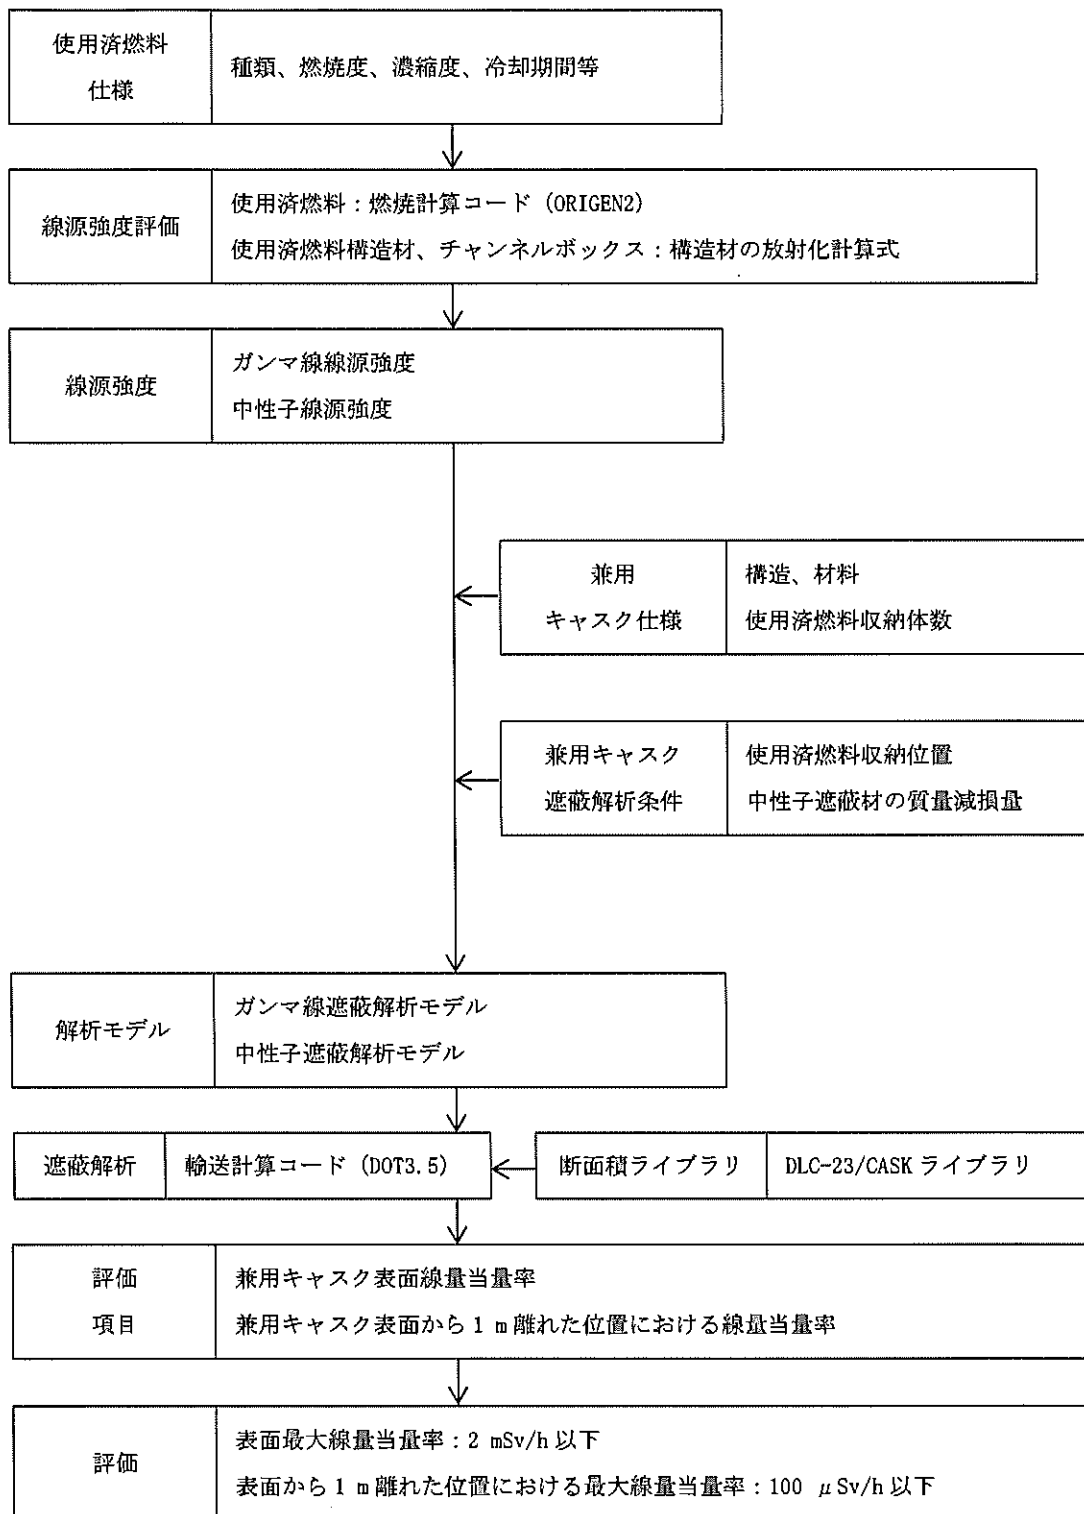 使用済燃料
仕様
種類、燃焼度、濃縮度、冷却期間等
線源強度評価
使用済燃料：燃焼計算コード（ORIGEN2）
使用済燃料構造材、チャンネルボックス：構造材の放射化計算式
線源強度
ガンマ線線源強度
中性子線源強度
兼用
キャスク仕様
構造、材料
使用済燃料収納体数
兼用キャスク
遮蔽解析条件
使用済燃料収納位置
中性子遮蔽材の質量減損量
解析モデル
ガンマ線遮蔽解析モデル
中性子遮蔽解析モデル
遮蔽解析
輸送計算コード（DOT3.5）
断面積ライブラリ
DLC-23/CASK ライブラリ
評価
項目
兼用キャスク表面線量当量率
兼用キャスク表面から 1 m 離れた位置における線量当量率
評価
表面最大線量当量率：2 mSv/h 以下
表面から 1 m 離れた位置における最大線量当量率：100 μSv/h 以下